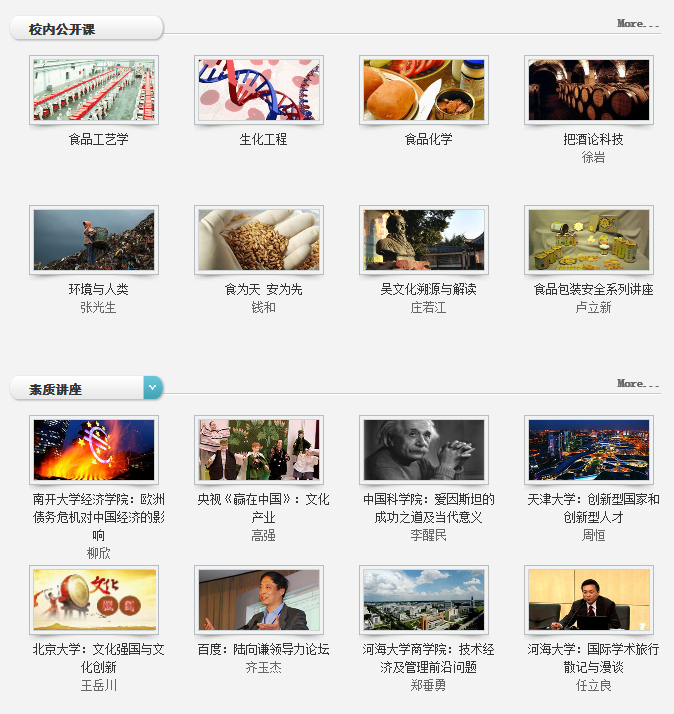 校内公开课
More...
食品工艺学
生化工程
食品化学
把酒论科技
徐岩
环境与人类
张光生
食为天 安为先
钱和
吴文化溯源与解读
庄若江
食品包装安全系列讲座
卢立新
素质讲座
More...
南开大学经济学院：欧洲
债务危机对中国经济的影
响
柳欣
央视《赢在中国》：文化
产业
高强
中国科学院：爱因斯坦的
成功之道及当代意义
李醒民
天津大学：创新型国家和
创新型人才
周恒
文化
北京大学：文化强国与文
化创新
王岳川
百度：陆向谦领导力论坛
齐玉杰
河海大学商学院：技术经
济及管理前沿问题
郑垂勇
河海大学：国际学术旅行
散记与漫谈
任立良